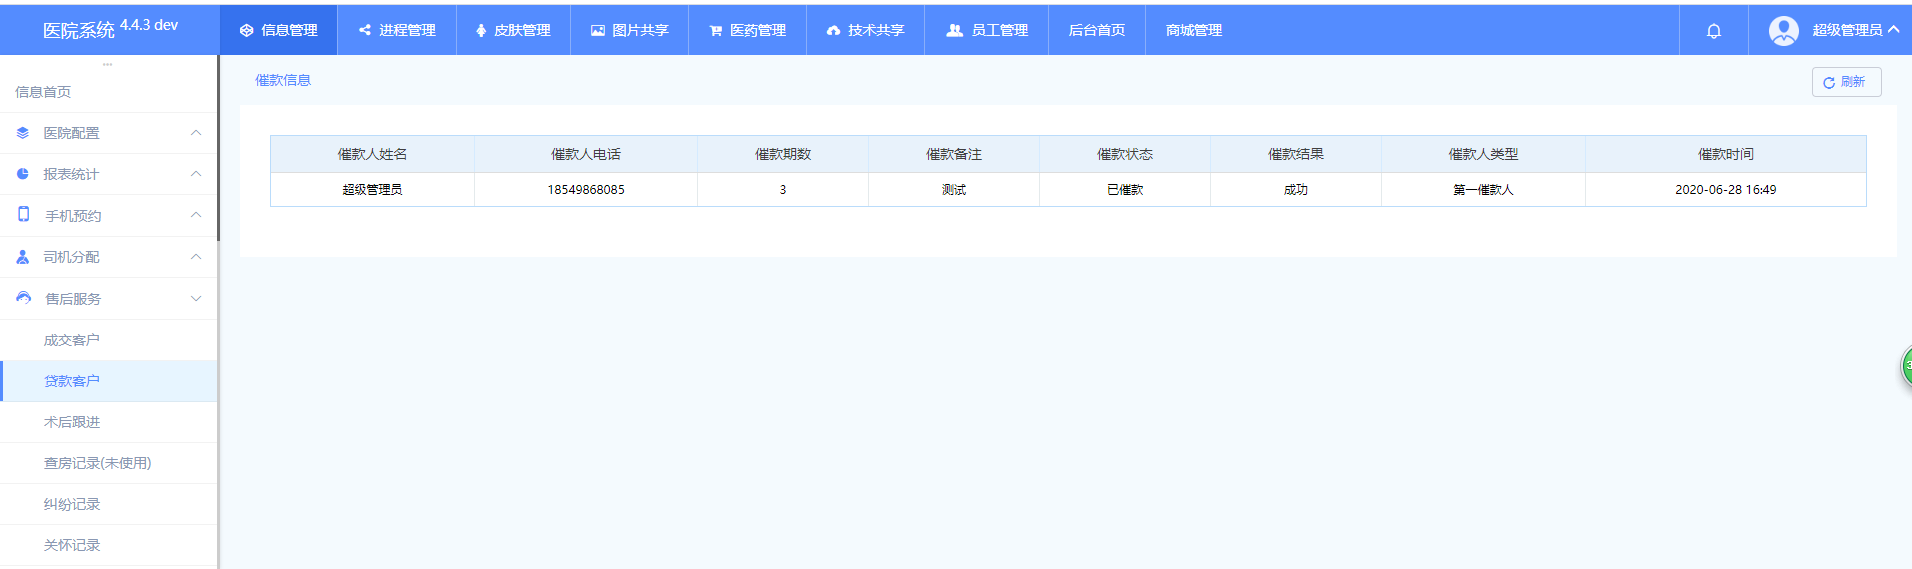 医院系统 4.4.3 dev
信息管理
进程管理
皮肤管理
图片共享
医药管理
技术共享
员工管理
后台首页
商城管理
超级管理员
信息首页
医院配置
报表统计
手机预约
司机分配
售后服务
成交客户
贷款客户
术后跟进
查房记录(未使用)
纠纷记录
关怀记录
催款信息
刷新
催款人姓名 催款人电话 催款期数 催款备注 催款状态 催款结果 催款人类型 催款时间
超级管理员 18549868085 3 测试 已催款 成功 第一催款人 2020-06-28 16:49